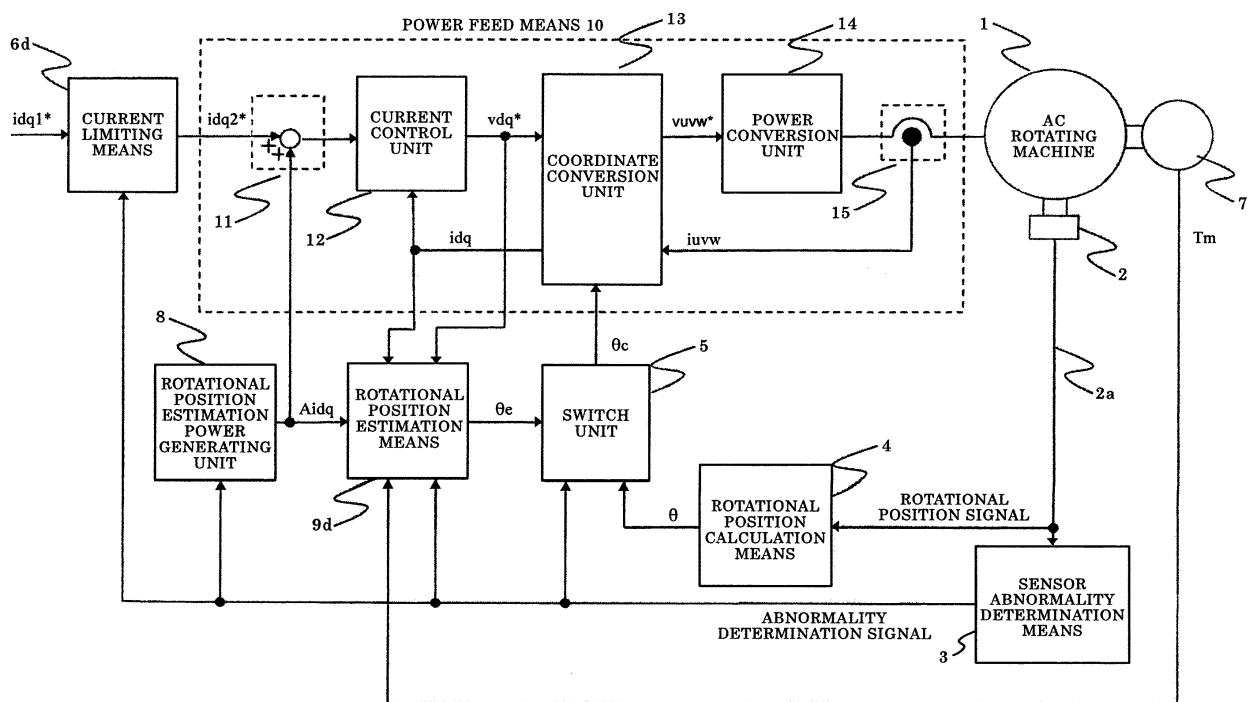 POWER FEED MEANS 10
13
14
1
6d
idq1*
CURRENT
LIMITING
MEANS
idq2*
+
+
11
CURRENT
CONTROL
UNIT
12
vdq*
COORDINATE
CONVERSION
UNIT
vuvw*
POWER
CONVERSION
UNIT
15
AC
ROTATING
MACHINE
7
idq
iuvw
2
Tm
8
ROTATIONAL
POSITION
ESTIMATION
POWER
GENERATING
UNIT
Aidq
ROTATIONAL
POSITION
ESTIMATION
MEANS
9d
θe
θc
5
SWITCH
UNIT
2a
4
θ
ROTATIONAL
POSITION
CALCULATION
MEANS
ROTATIONAL
POSITION SIGNAL
SENSOR
ABNORMALITY
DETERMINATION
MEANS
3
ABNORMALITY
DETERMINATION SIGNAL